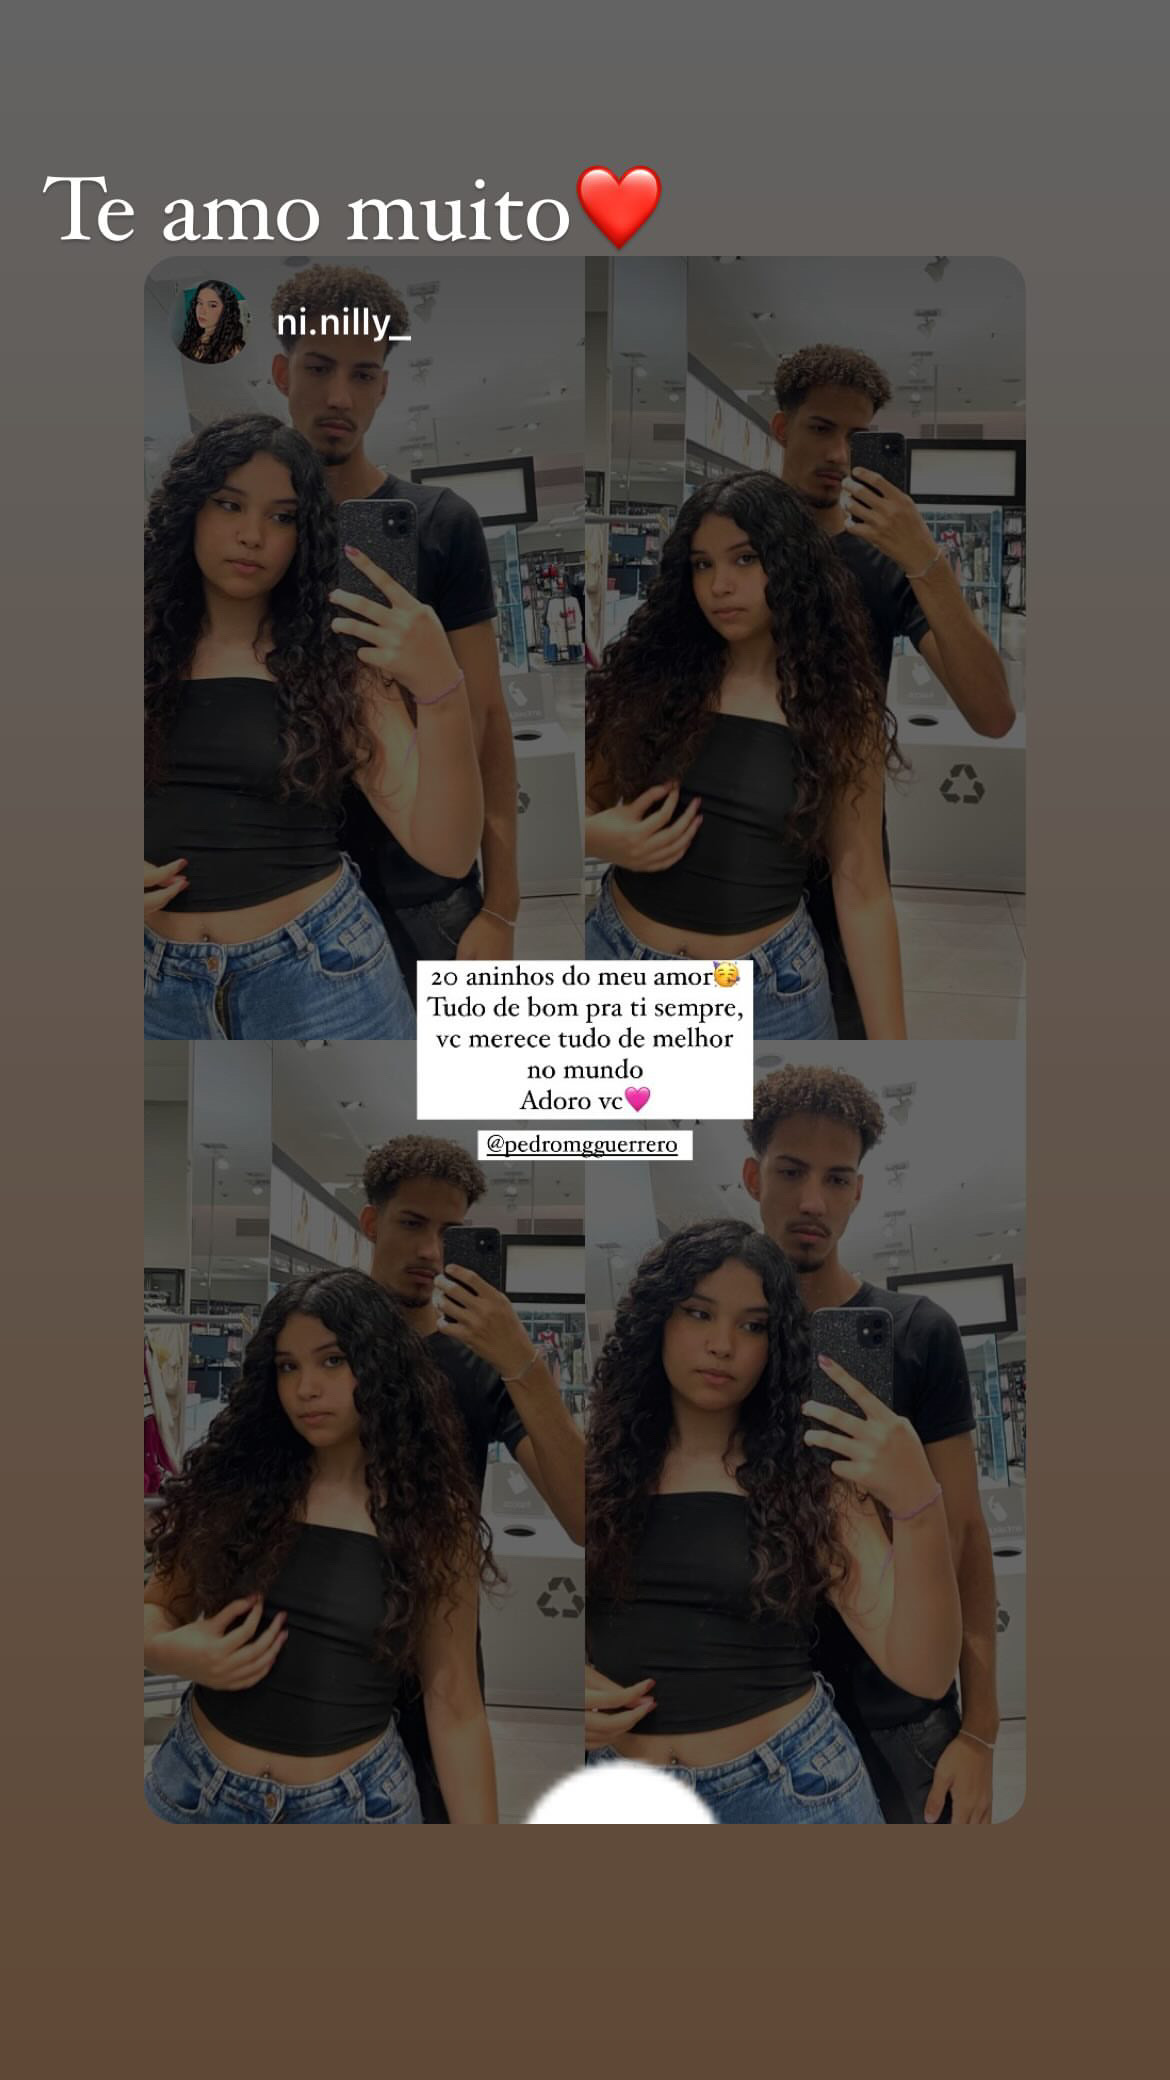 Te amo muito❤️
ni.nilly_
20 aninhos do meu amor🥳
Tudo de bom pra ti sempre,
vc merece tudo de melhor
no mundo
Adoro vc🩷
@pedromgguerrero